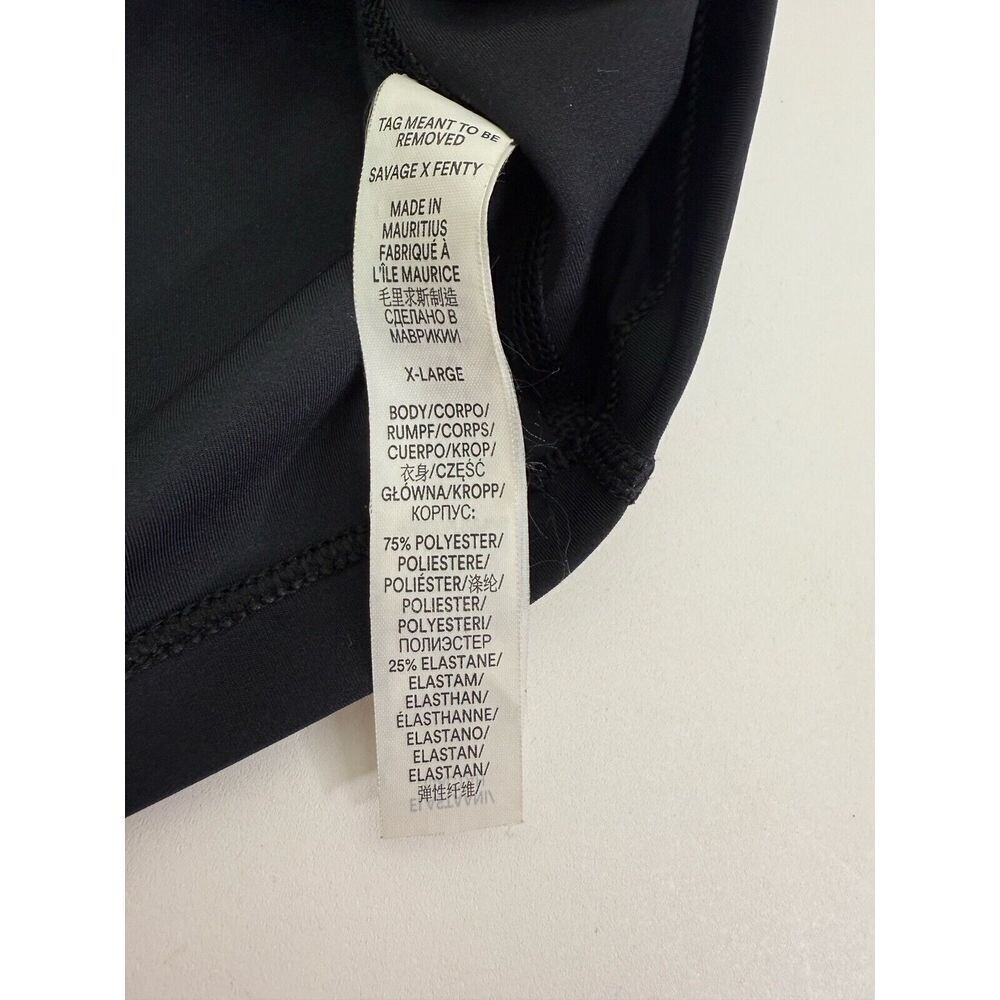 TAG MEANT TO BE
REMOVED
SAVAGE X FENTY
MADE IN
MAURITIUS
FABRIQUÉ À
L'ÎLE MAURICE
毛里求斯制造
СДЕЛАНО В
МАВРИКИИ
X-LARGE
BODY/CORPO/
RUMPF/CORPS/
CUERPO/KROP/
衣身/CZĘŚĆ
GŁÓWNA/KROPP/
КОРПУС:
75% POLYESTER/
POLIESTERE/
POLIÉSTER/涤纶/
POLIESTER/
POLYESTERI/
ПОЛИЭСТЕР
25% ELASTANE/
ELASTAM/
ELASTHAN/
ÉLASTHANNE/
ELASTANO/
ELASTAN/
ELASTAAN/
弹性纤维/